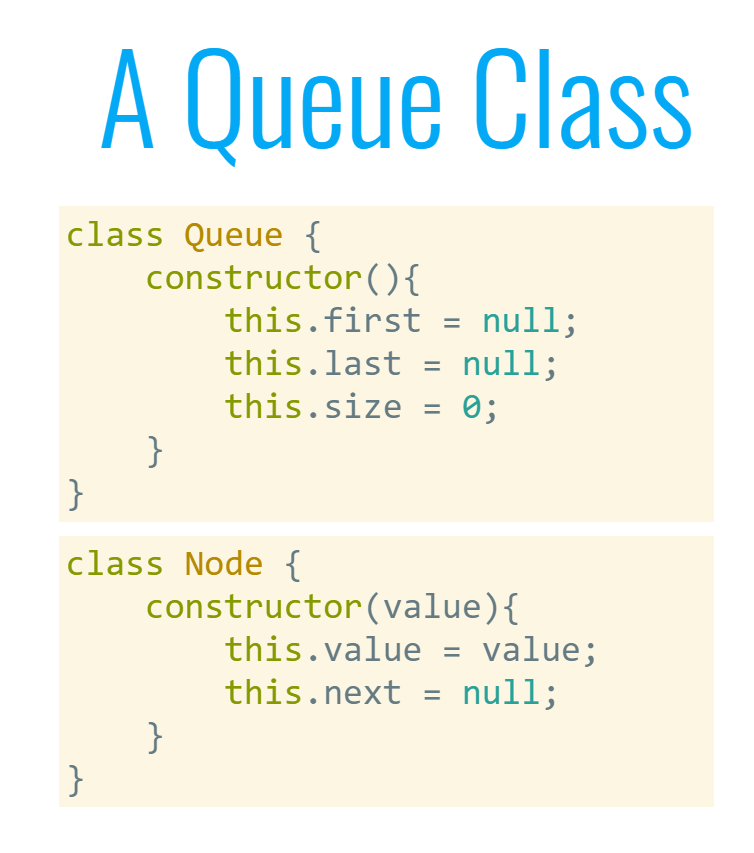 A Queue Class
class Queue {
    constructor(){
        this.first = null;
        this.last = null;
        this.size = 0;
    }
}
class Node {
    constructor(value){
        this.value = value;
        this.next = null;
    }
}